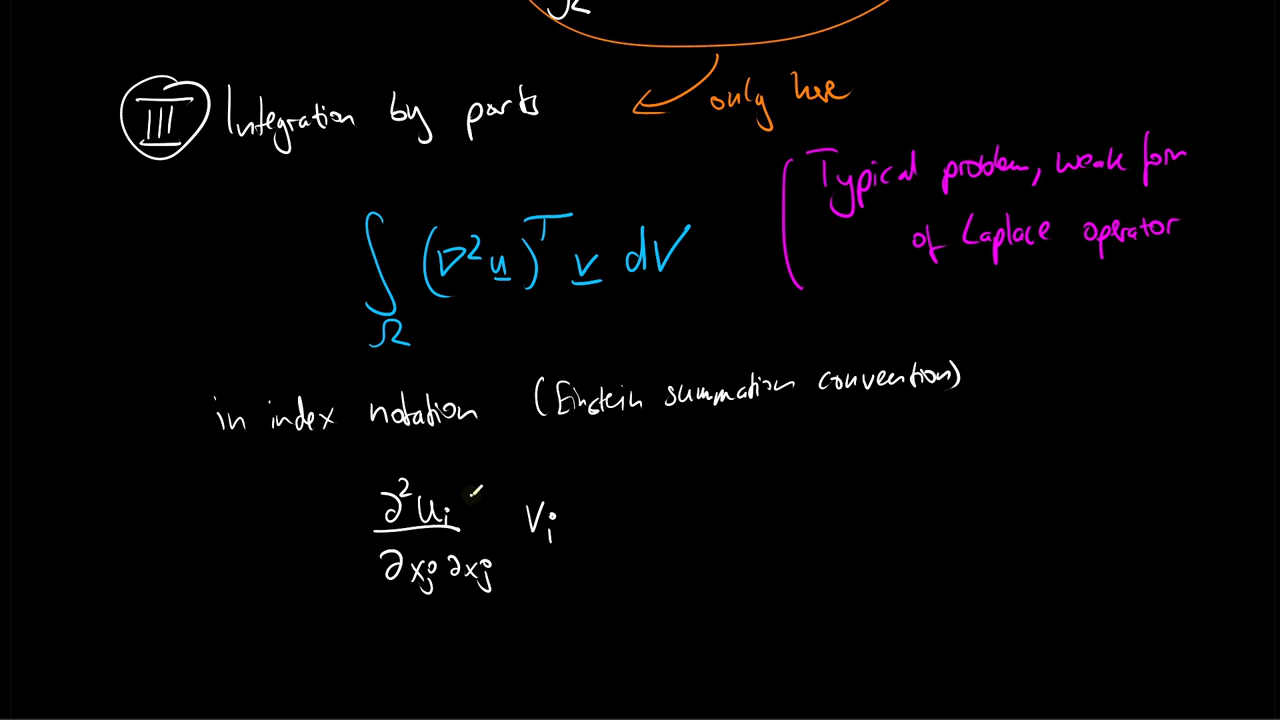 Ω
III Integration by parts
only here
Typical problem, weak form
of Laplace operator
∫_Ω (∇²u)ᵀ v dV
in index notation (Einstein summation convention)
∂²uᵢ / ∂xⱼ ∂xⱼ vᵢ